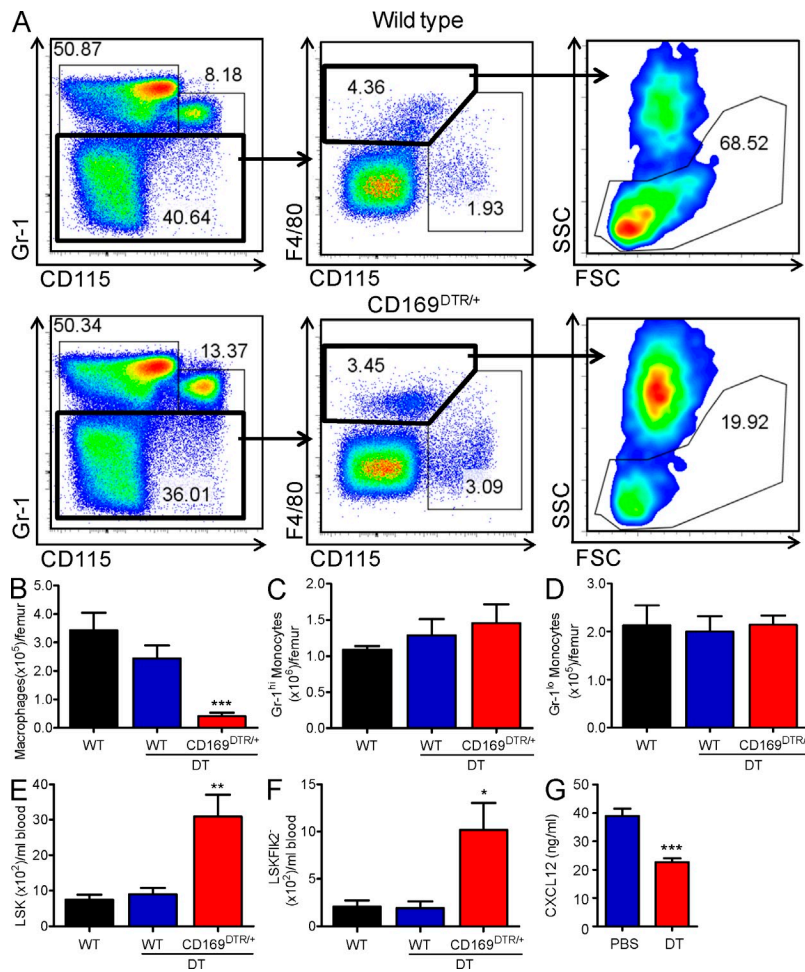 A
Wild type
50.87
8.18
40.64
Gr-1
CD115
4.36
1.93
F4/80
CD115
68.52
SSC
FSC
CD169DTR/+
50.34
13.37
36.01
Gr-1
CD115
3.45
3.09
F4/80
CD115
19.92
SSC
FSC
B
Macrophages(x10⁵)/femur
5.0
4.0
3.0
2.0
1.0
0.0
***
WT
WT
CD169DTR/+
DT
C
Gr-1hi Monocytes
(x10⁶)/femur
2.0
1.5
1.0
0.5
0.0
WT
WT
CD169DTR/+
DT
D
Gr-1lo Monocytes
(x10⁵)/femur
3.0
2.0
1.0
0.0
WT
WT
CD169DTR/+
DT
E
LSK (x10²)/ml blood
40
30
20
10
0
**
WT
WT
CD169DTR/+
DT
F
LSKFlk2⁻
(x10²)/ml blood
15
10
5
0
*
WT
WT
CD169DTR/+
DT
G
CXCL12 (ng/ml)
50
40
30
20
10
0
***
PBS
DT